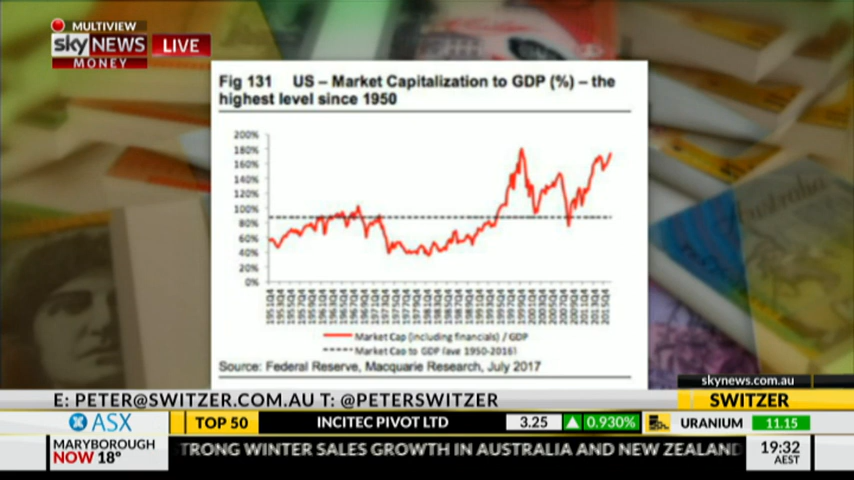 MULTIVIEW
sky NEWS LIVE
MONEY
Fig 131 US – Market Capitalization to GDP (%) – the
highest level since 1950
200%
180%
160%
140%
120%
100%
80%
60%
40%
20%
0%
Market Cap (including financials) / GDP
Market Cap to GDP (ave 1950-2016)
Source: Federal Reserve, Macquarie Research, July 2017
Australia
skynews.com.au
E: PETER@SWITZER.COM.AU T: @PETERSWITZER
SWITZER
ASX TOP 50 INCITEC PIVOT LTD 3.25 0.930% URANIUM 11.15
MARYBOROUGH
NOW 18°
TRONG WINTER SALES GROWTH IN AUSTRALIA AND NEW ZEALAND
19:32
AEST